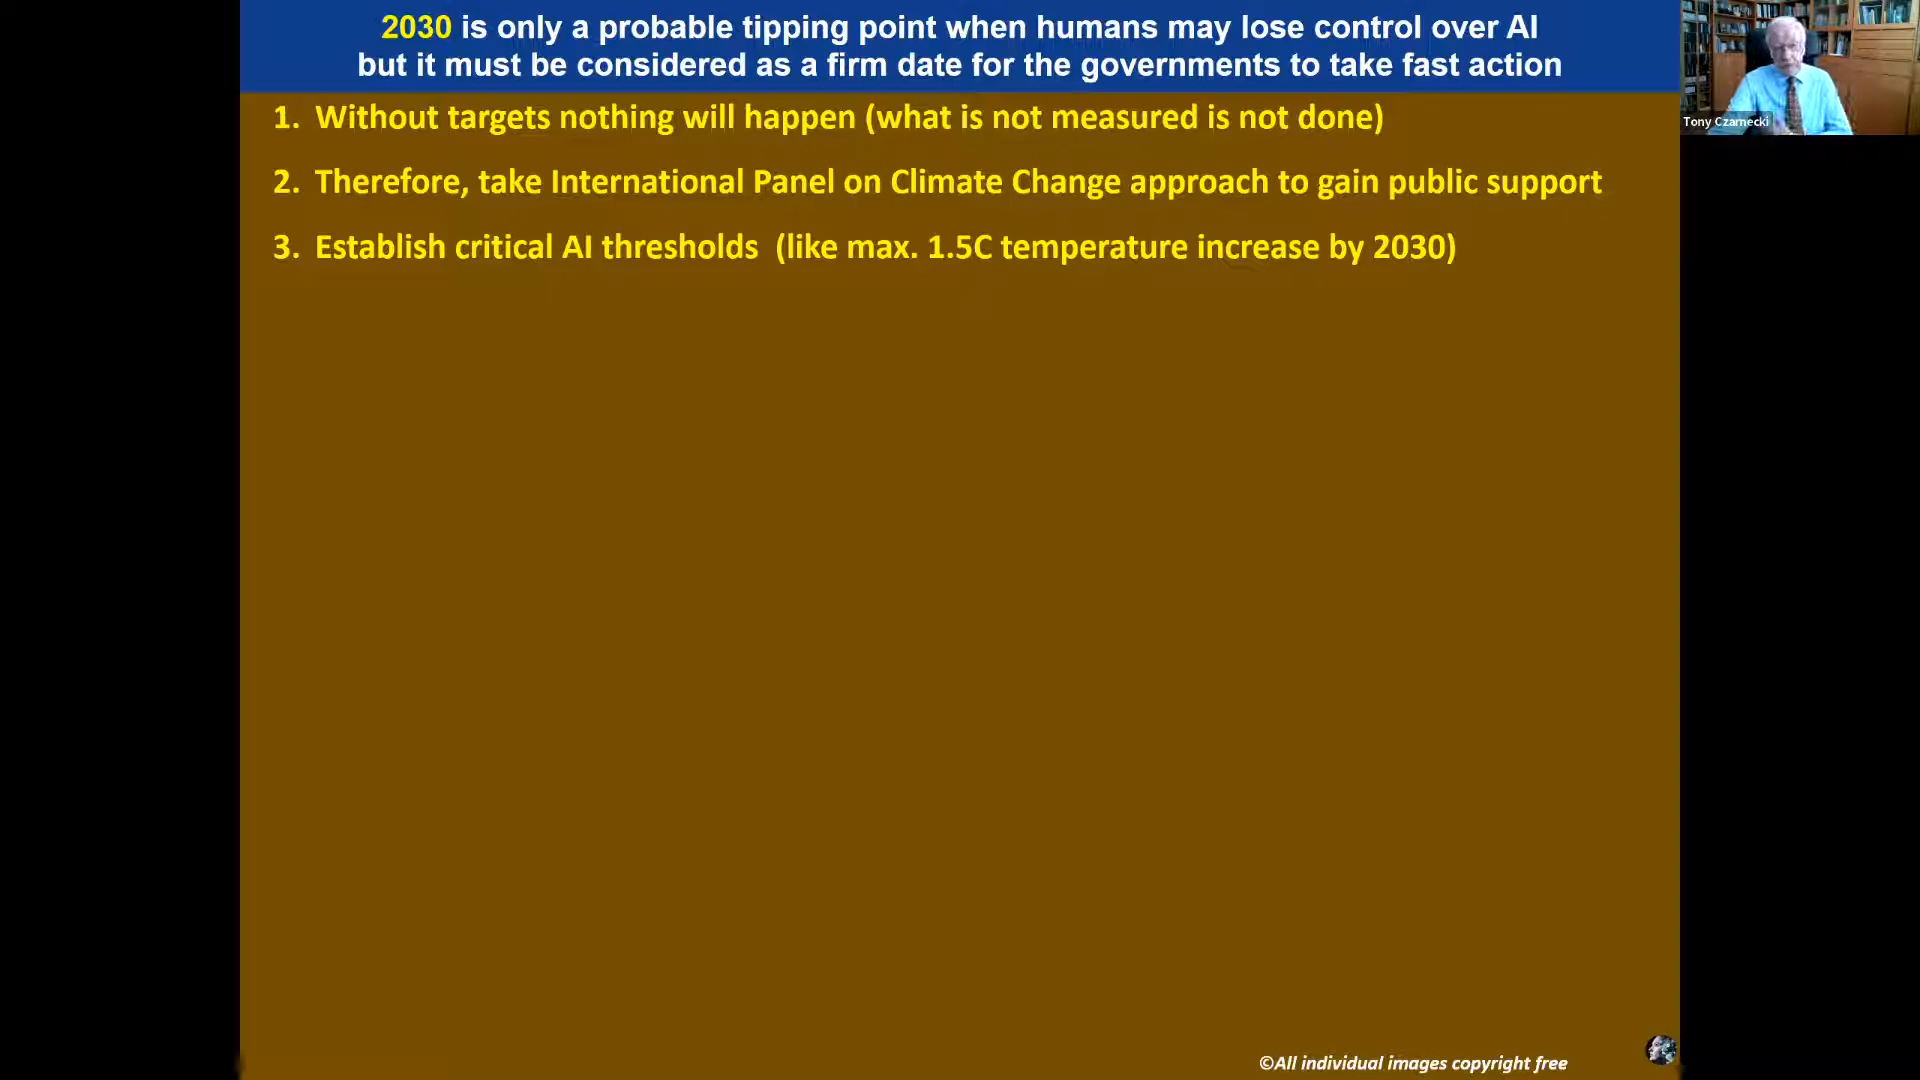 2030 is only a probable tipping point when humans may lose control over AI
but it must be considered as a firm date for the governments to take fast action
1. Without targets nothing will happen (what is not measured is not done)
2. Therefore, take International Panel on Climate Change approach to gain public support
3. Establish critical AI thresholds (like max. 1.5C temperature increase by 2030)
Tony Czarnecki
©All individual images copyright free